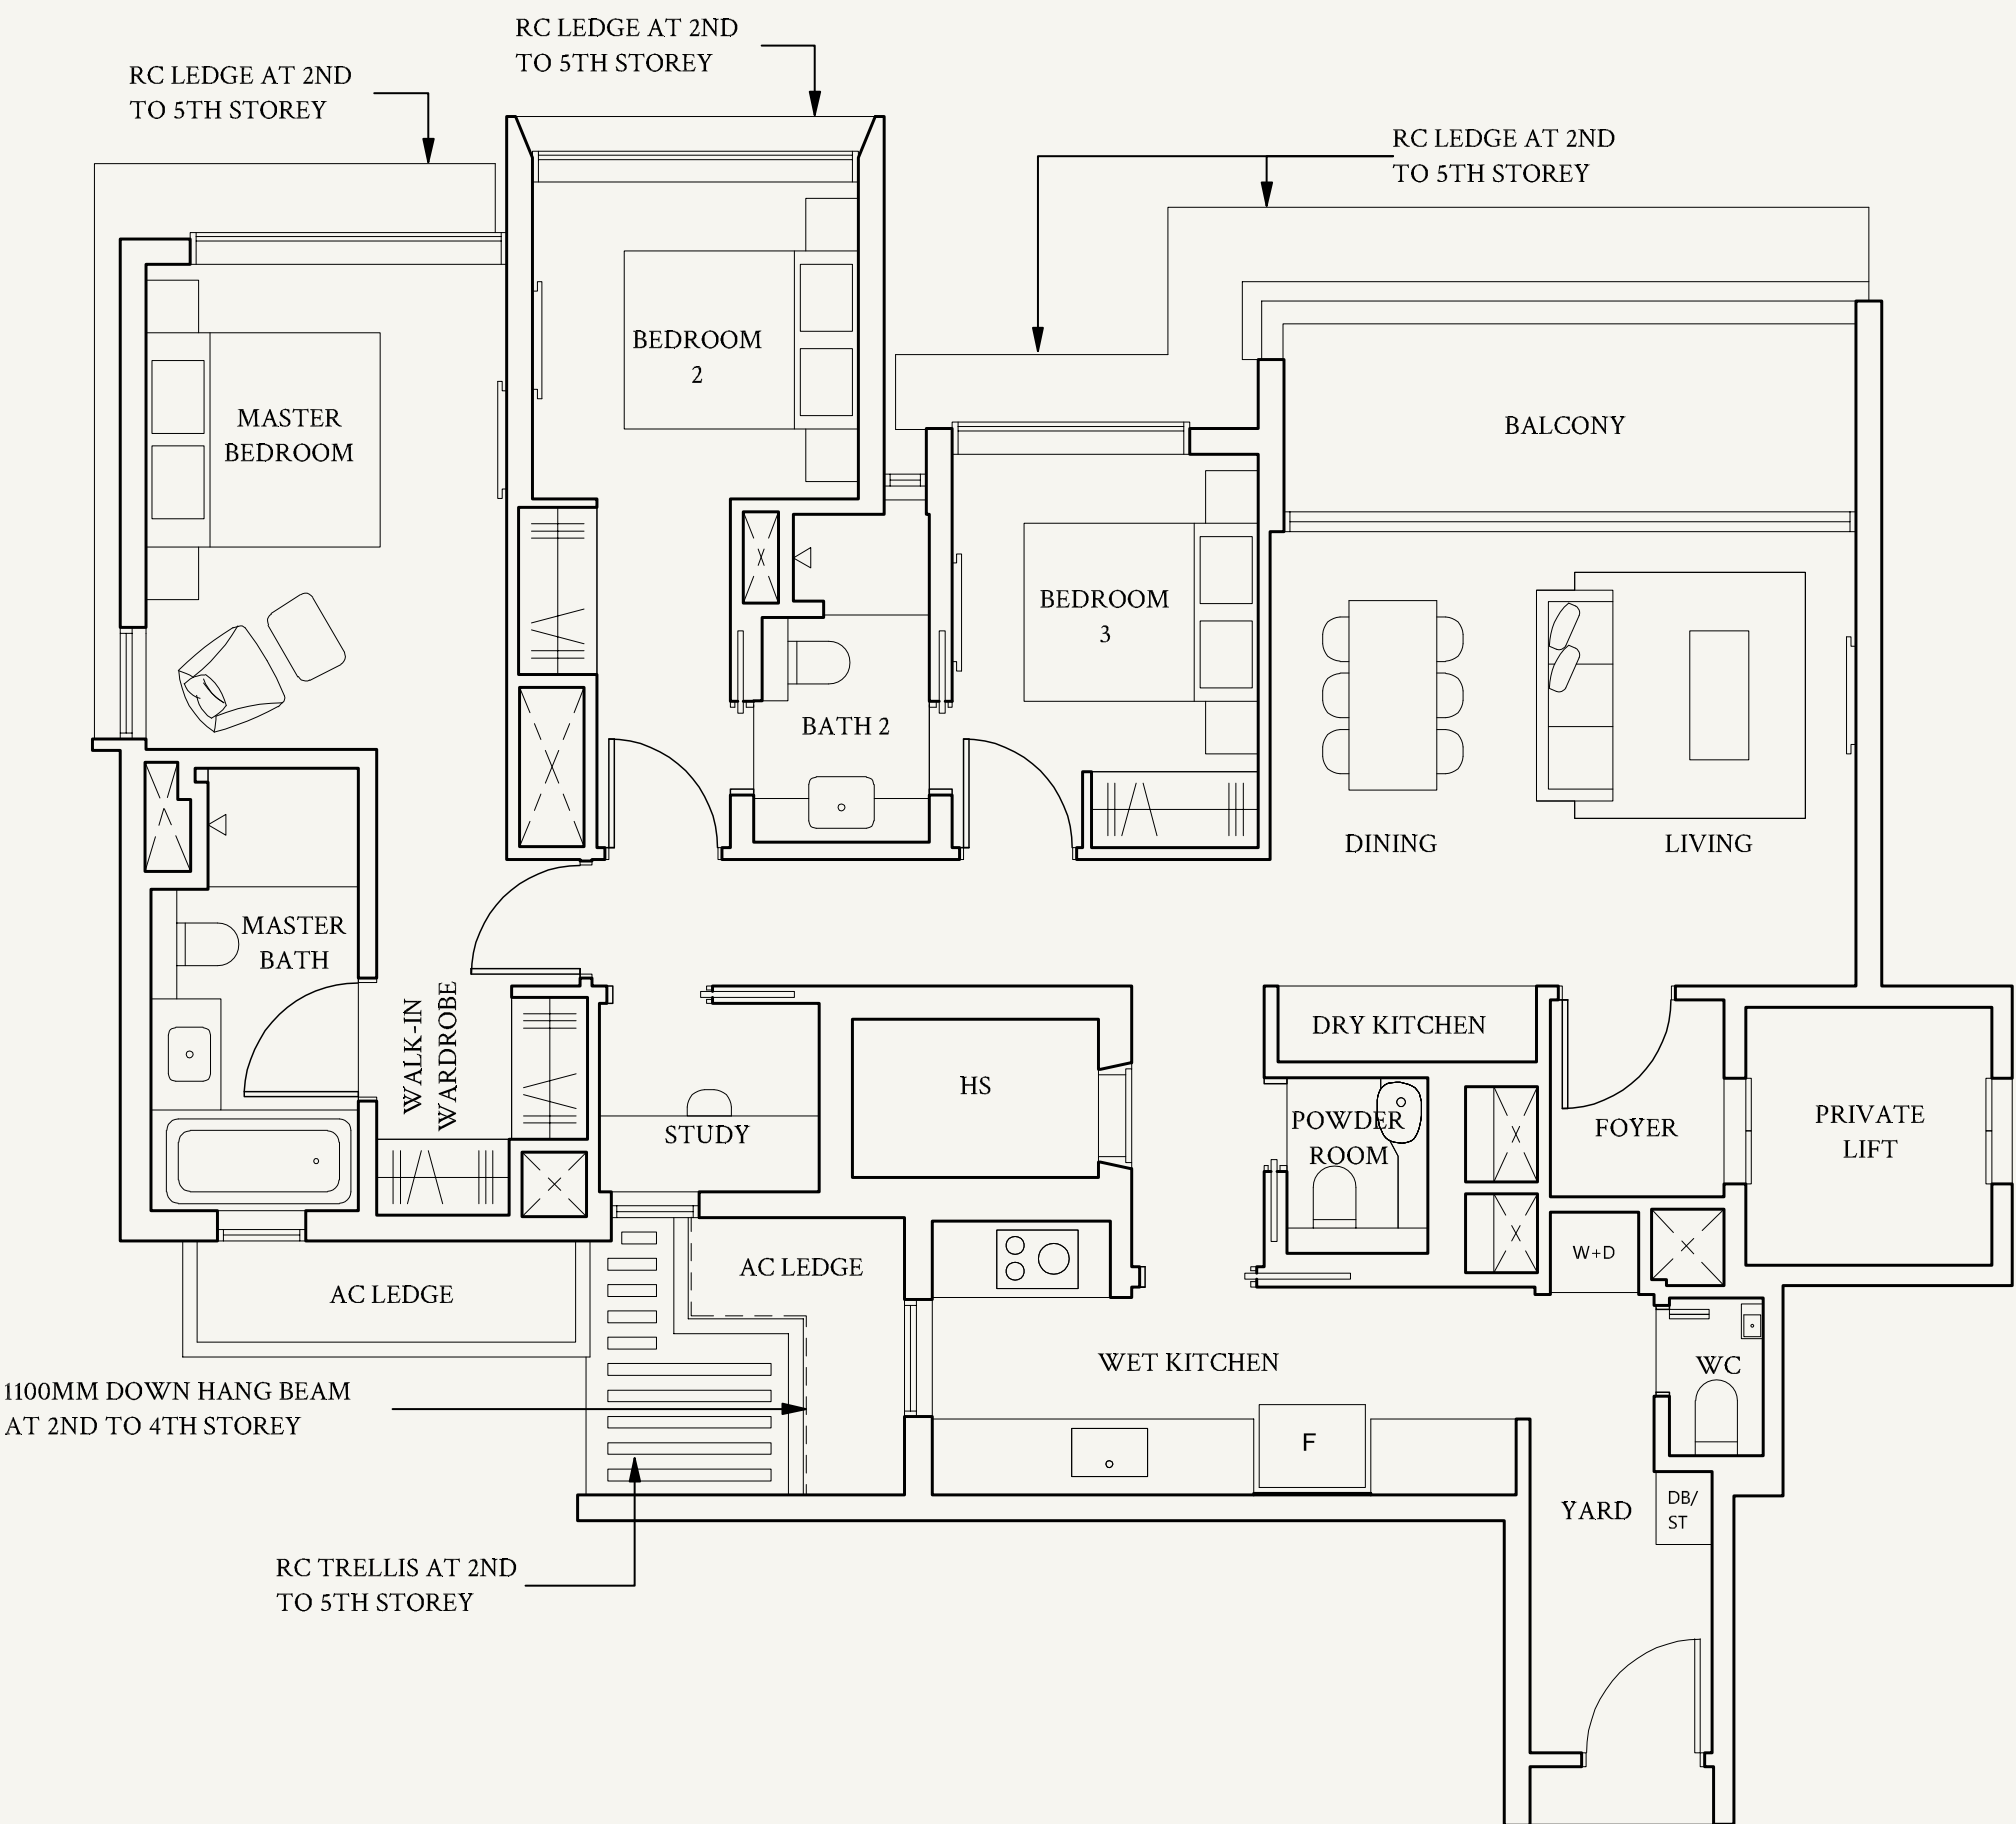 RC LEDGE AT 2ND
TO 5TH STOREY
RC LEDGE AT 2ND
TO 5TH STOREY
RC LEDGE AT 2ND
TO 5TH STOREY
BEDROOM
2
MASTER
BEDROOM
BALCONY
BEDROOM
3
BATH 2
DINING
LIVING
MASTER
BATH
WALK-IN
WARDROBE
DRY KITCHEN
HS
STUDY
POWDER
ROOM
FOYER
PRIVATE
LIFT
W+D
AC LEDGE
AC LEDGE
WET KITCHEN
WC
1100MM DOWN HANG BEAM
AT 2ND TO 4TH STOREY
F
YARD
DB/
ST
RC TRELLIS AT 2ND
TO 5TH STOREY